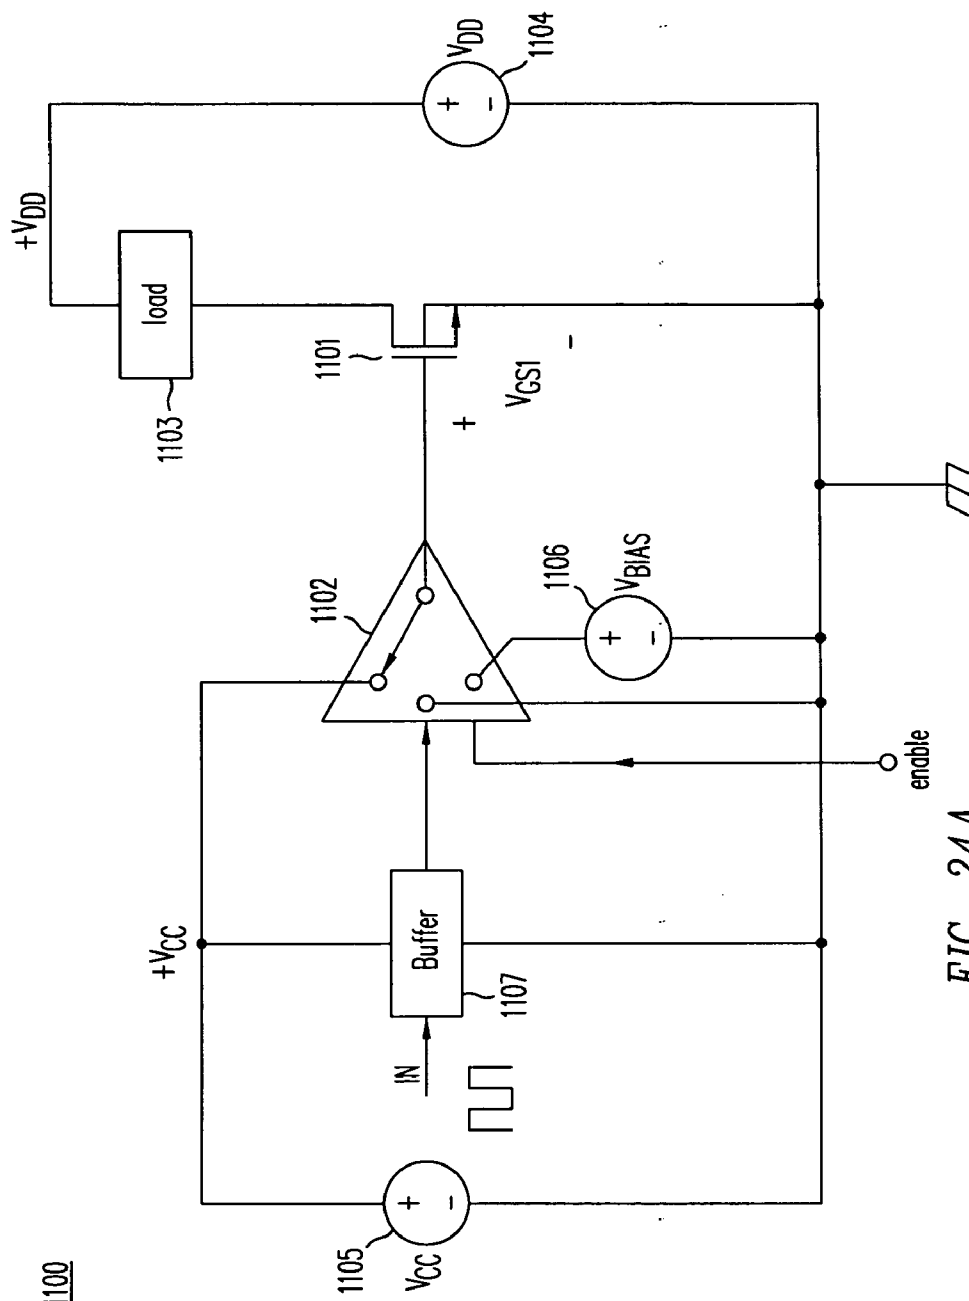 1100
+VCC
+VDD
load
1103
1101
VDD
1104
+
-
1102
+
VGS1
-
1105
+
-
VCC
IN
Buffer
1107
1106
+
-
VBIAS
enable
FIG. 24A